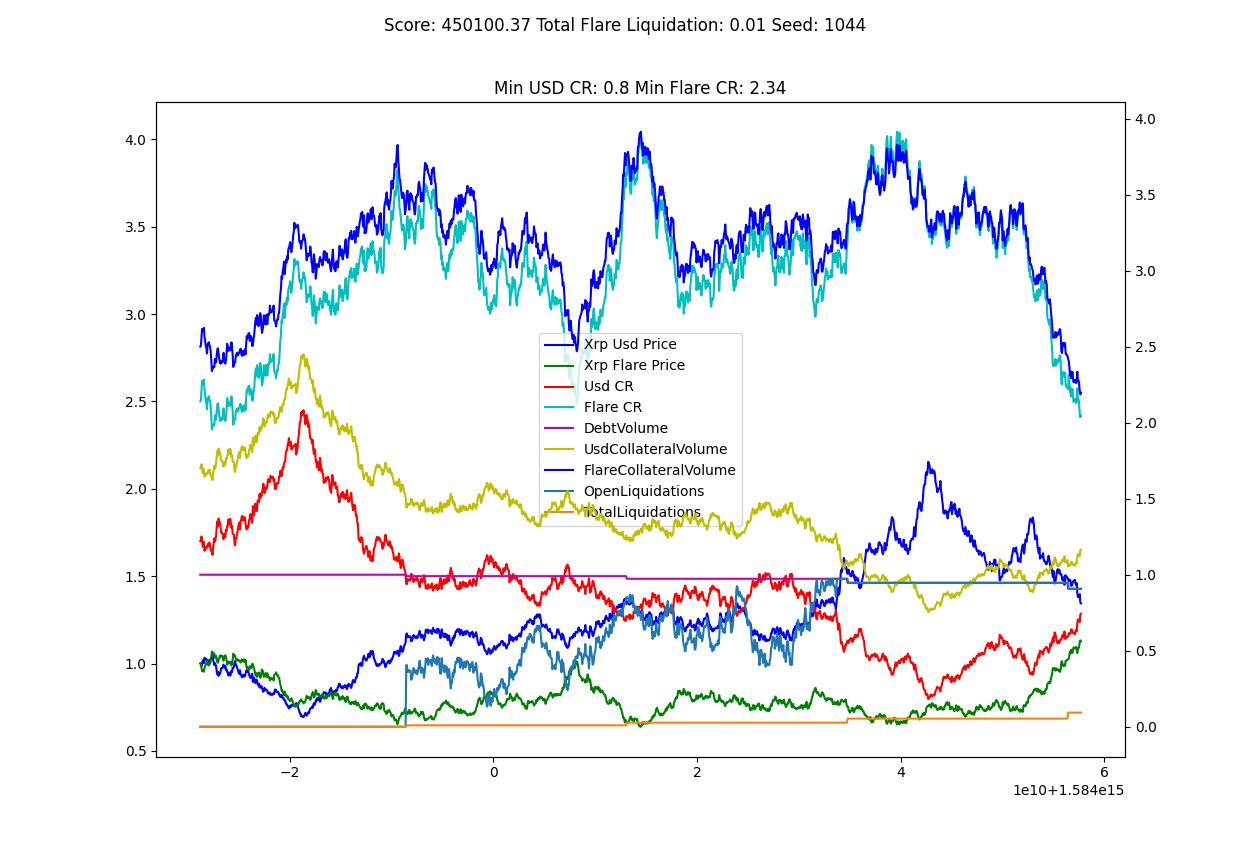 Score: 450100.37 Total Flare Liquidation: 0.01 Seed: 1044
Min USD CR: 0.8 Min Flare CR: 2.34
4.0
3.5
3.0
2.5
2.0
1.5
1.0
0.5
4.0
3.5
3.0
2.5
2.0
1.5
1.0
0.5
0.0
Xrp Usd Price
Xrp Flare Price
Usd CR
Flare CR
DebtVolume
UsdCollateralVolume
FlareCollateralVolume
OpenLiquidations
TotalLiquidations
−2 0 2 4 6
1e10+1.584e15